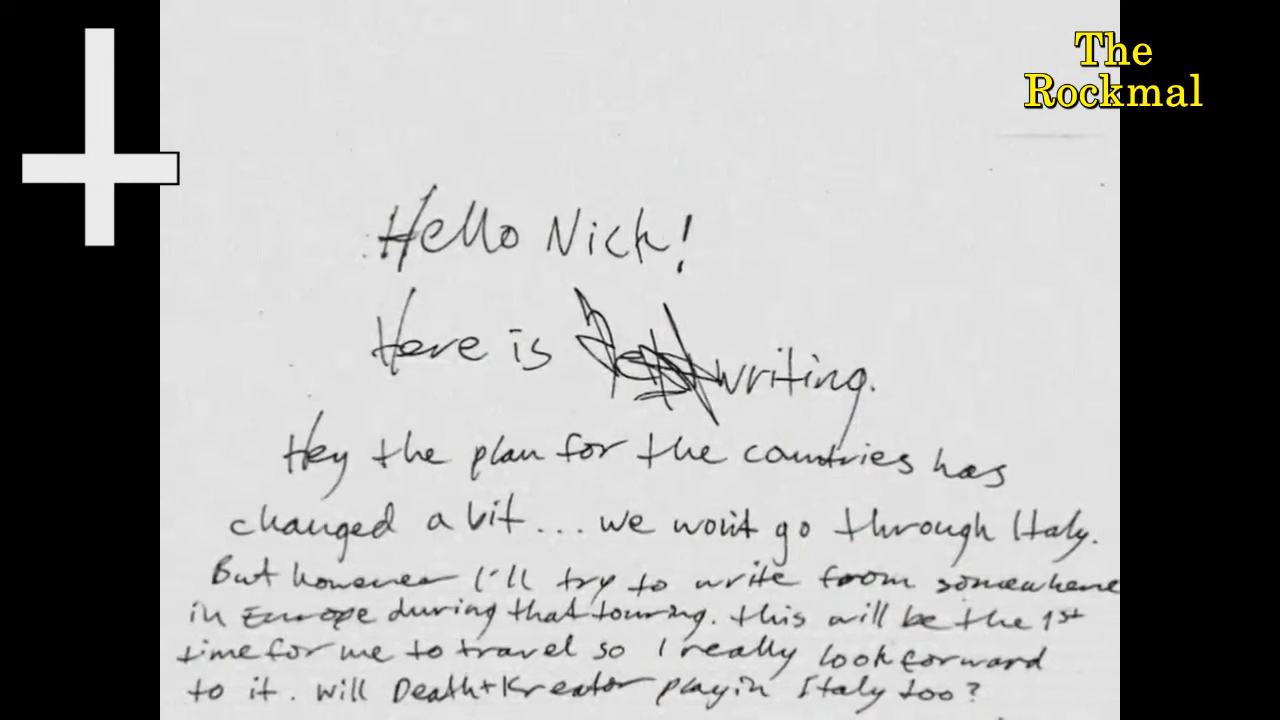 The
Rockmal
Hello Nick!
Here is writing.
Hey the plan for the countries has
changed a bit... we won't go through Italy.
But however I'll try to write from somewhere
in Europe during that touring. this will be the 1st
time for me to travel so I really look forward
to it. Will Death+Kreator play in Italy too?